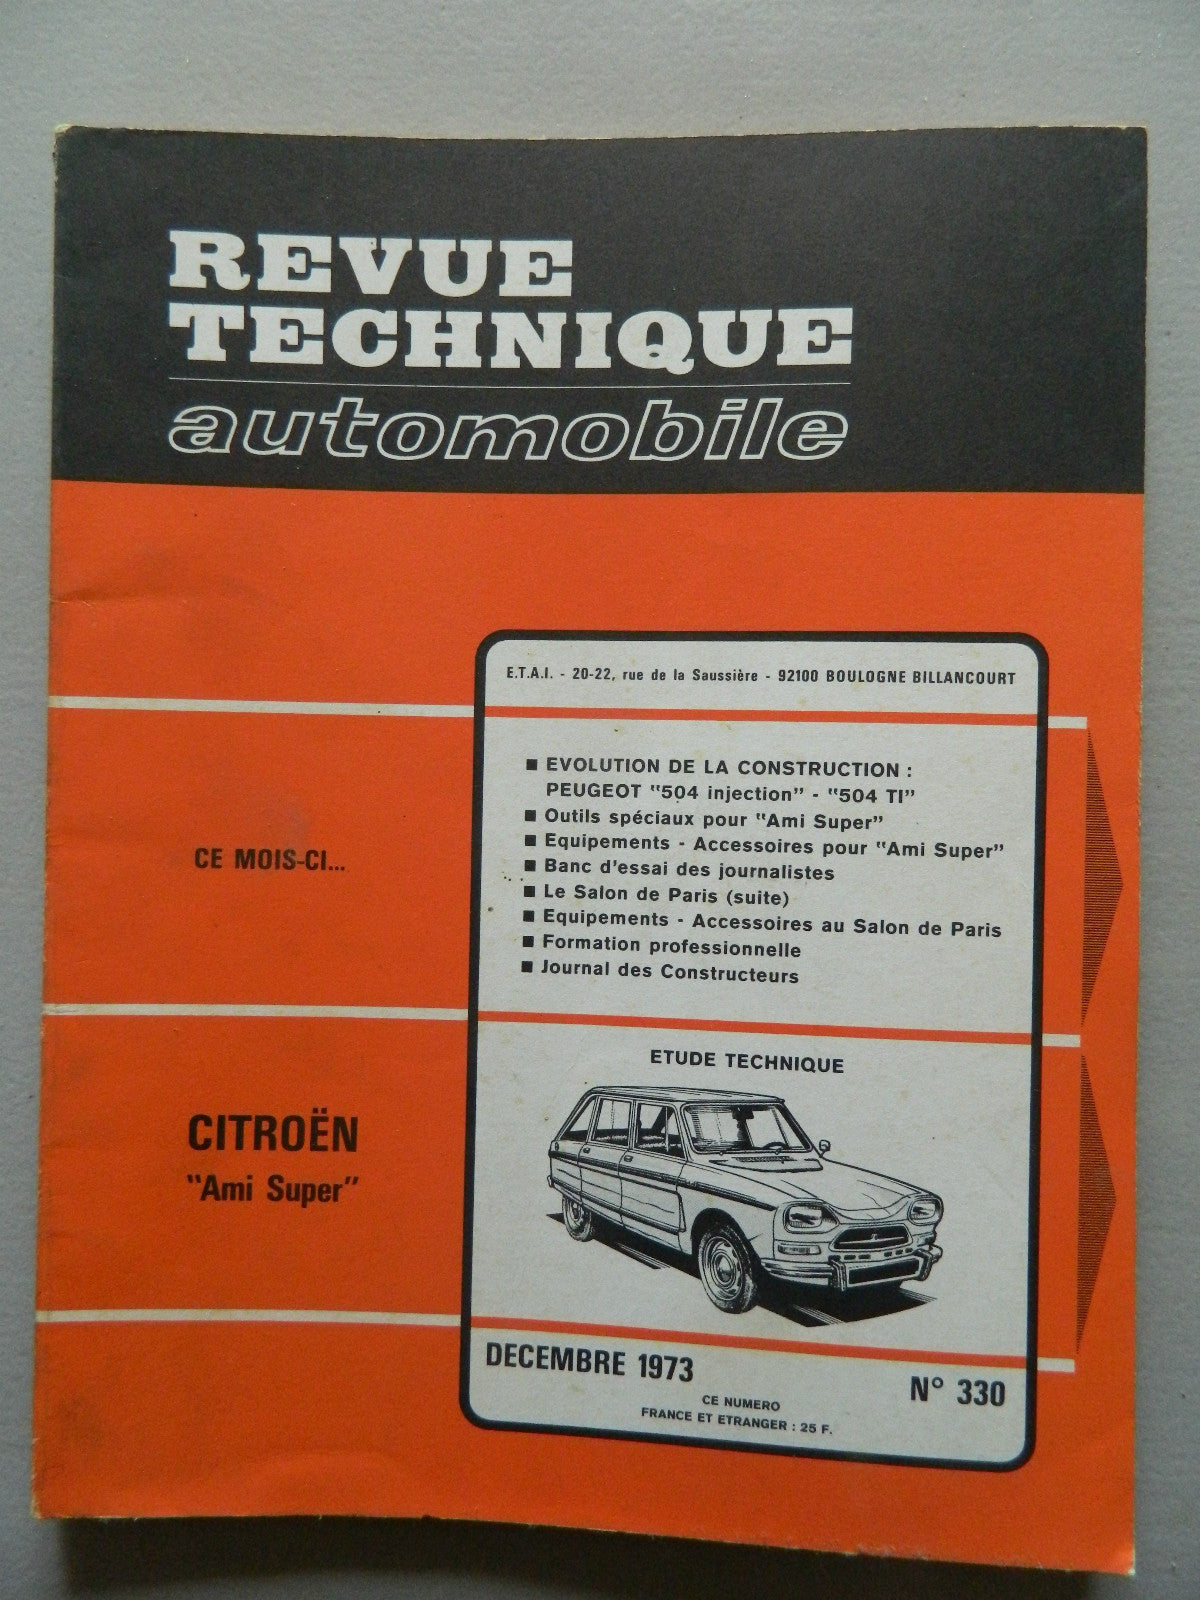 REVUE
TECHNIQUE
automobile
E.T.A.I. - 20-22, rue de la Saussière - 92100 BOULOGNE BILLANCOURT
CE MOIS-CI...
■ EVOLUTION DE LA CONSTRUCTION :
PEUGEOT "504 injection" - "504 TI"
■ Outils spéciaux pour "Ami Super"
■ Equipements - Accessoires pour "Ami Super"
■ Banc d'essai des journalistes
■ Le Salon de Paris (suite)
■ Equipements - Accessoires au Salon de Paris
■ Formation professionnelle
■ Journal des Constructeurs
CITROËN
"Ami Super"
ETUDE TECHNIQUE
DECEMBRE 1973
N° 330
CE NUMERO
FRANCE ET ETRANGER : 25 F.